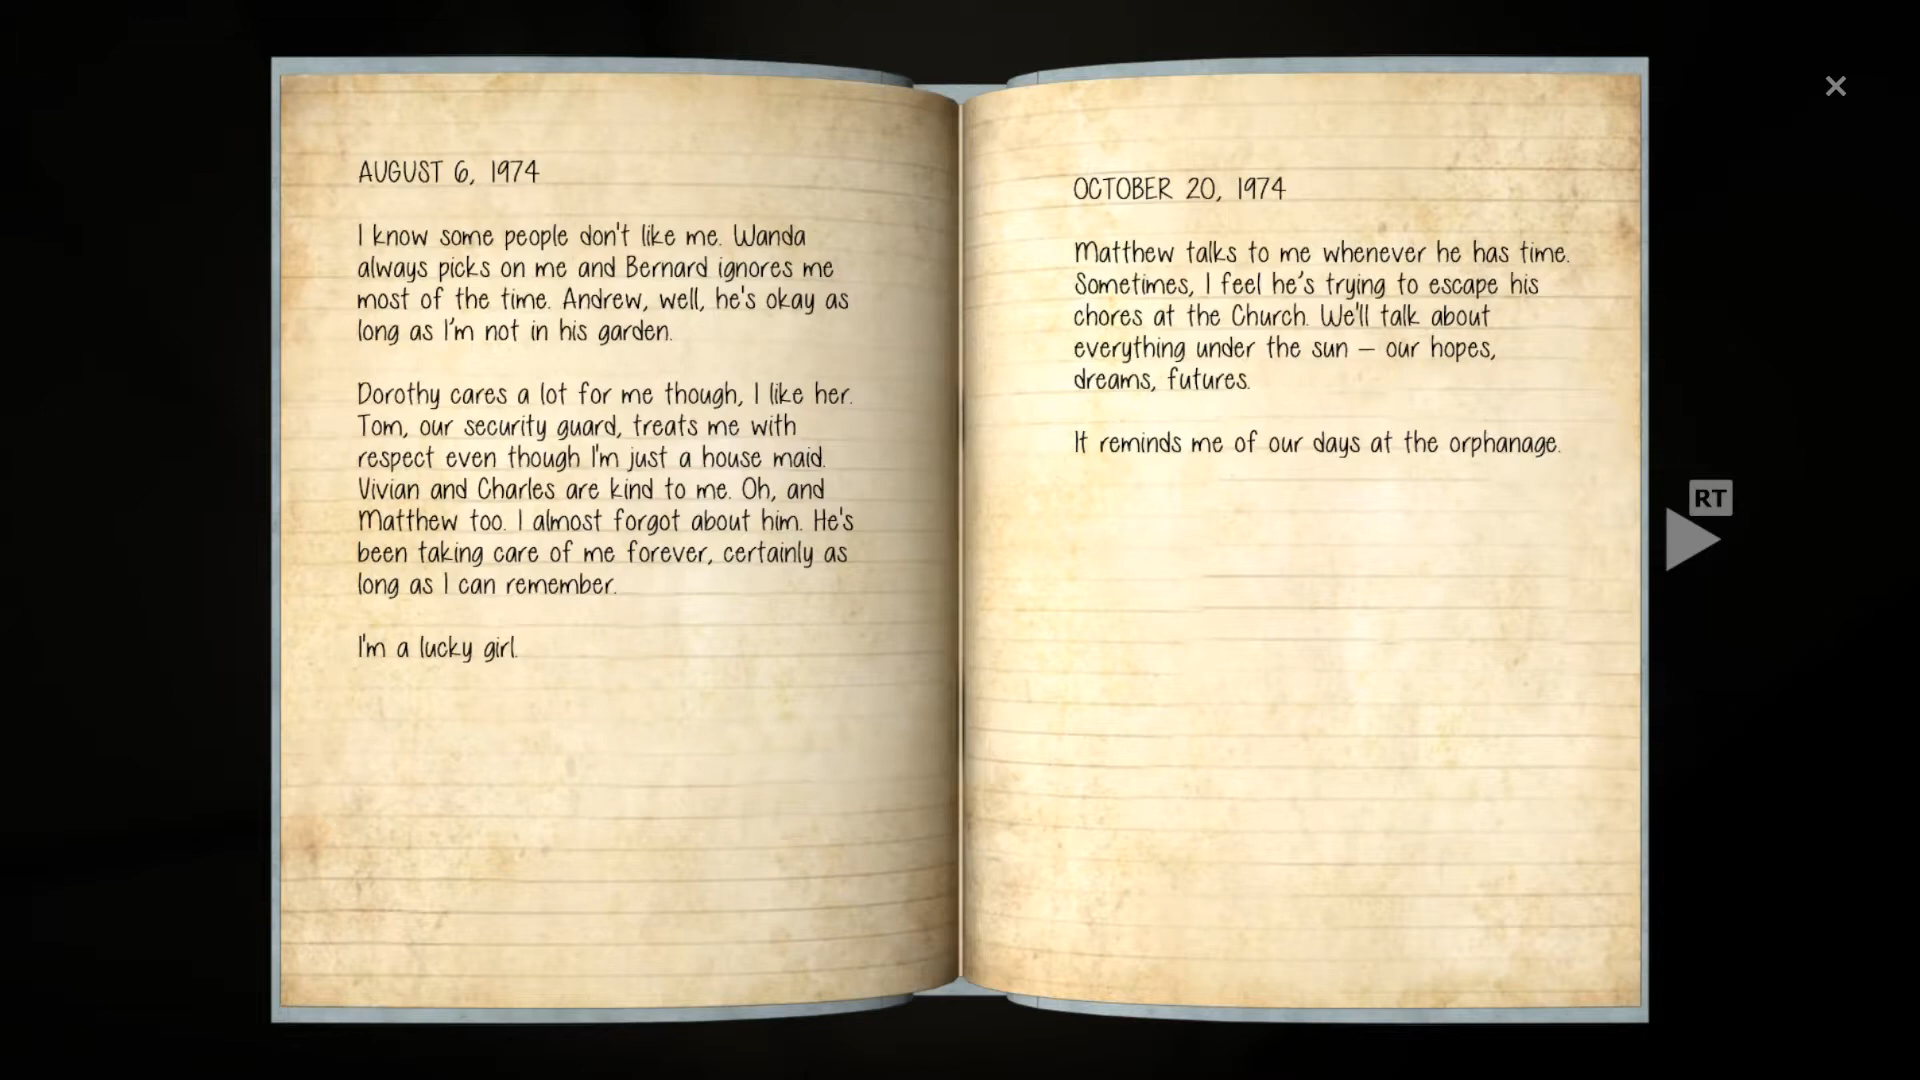 AUGUST 6, 1974
I know some people don't like me. Wanda
always picks on me and Bernard ignores me
most of the time. Andrew, well, he's okay as
long as I'm not in his garden.
Dorothy cares a lot for me though, I like her.
Tom, our security guard, treats me with
respect even though I'm just a house maid.
Vivian and Charles are kind to me. Oh, and
Matthew too. I almost forgot about him. He's
been taking care of me forever, certainly as
long as I can remember.
I'm a lucky girl.
OCTOBER 20, 1974
Matthew talks to me whenever he has time.
Sometimes, I feel he's trying to escape his
chores at the Church. We'll talk about
everything under the sun – our hopes,
dreams, futures.
It reminds me of our days at the orphanage.
RT